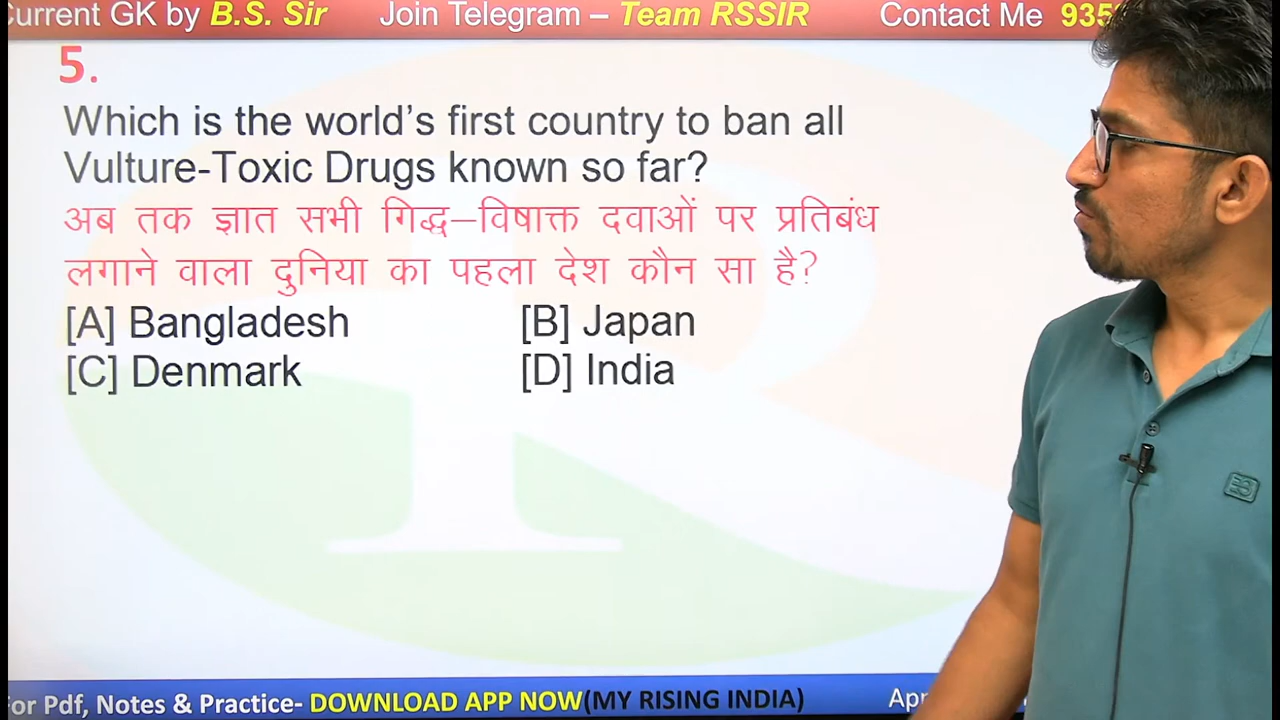 Current GK by B.S. Sir Join Telegram – Team RSSIR Contact Me
5.
Which is the world's first country to ban all
Vulture-Toxic Drugs known so far?
अब तक ज्ञात सभी गिद्ध–विषाक्त दवाओं पर प्रतिबंध
लगाने वाला दुनिया का पहला देश कौन सा है?
[A] Bangladesh [B] Japan
[C] Denmark [D] India
For Pdf, Notes & Practice- DOWNLOAD APP NOW(MY RISING INDIA)